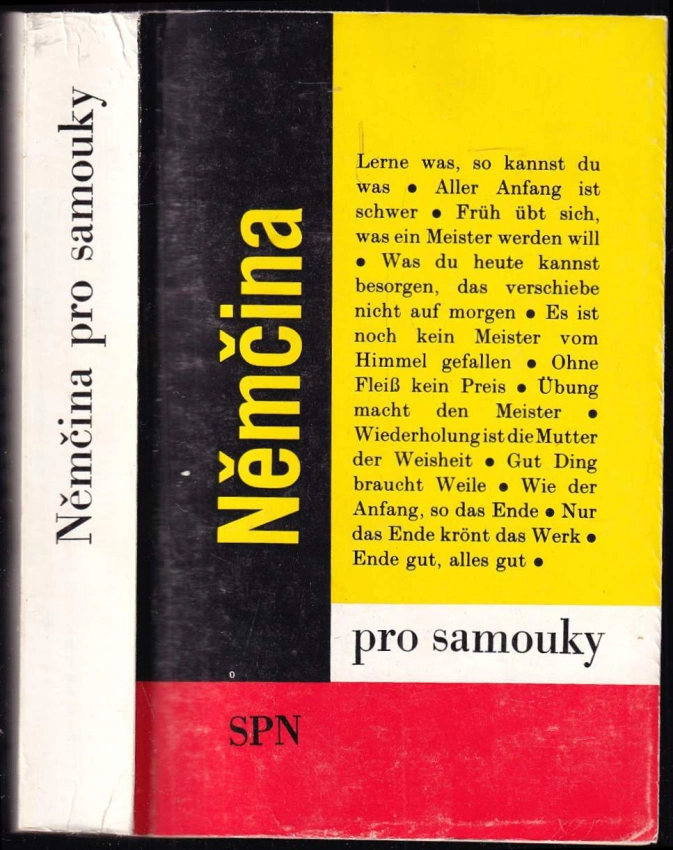 Němčina pro samouky
Němčina
Lerne was, so kannst du
was ● Aller Anfang ist
schwer ● Früh übt sich,
was ein Meister werden will
● Was du heute kannst
besorgen, das verschiebe
nicht auf morgen ● Es ist
noch kein Meister vom
Himmel gefallen ● Ohne
Fleiß kein Preis ● Übung
macht den Meister ●
Wiederholung ist die Mutter
der Weisheit ● Gut Ding
braucht Weile ● Wie der
Anfang, so das Ende ● Nur
das Ende krönt das Werk ●
Ende gut, alles gut ●
pro samouky
0
SPN